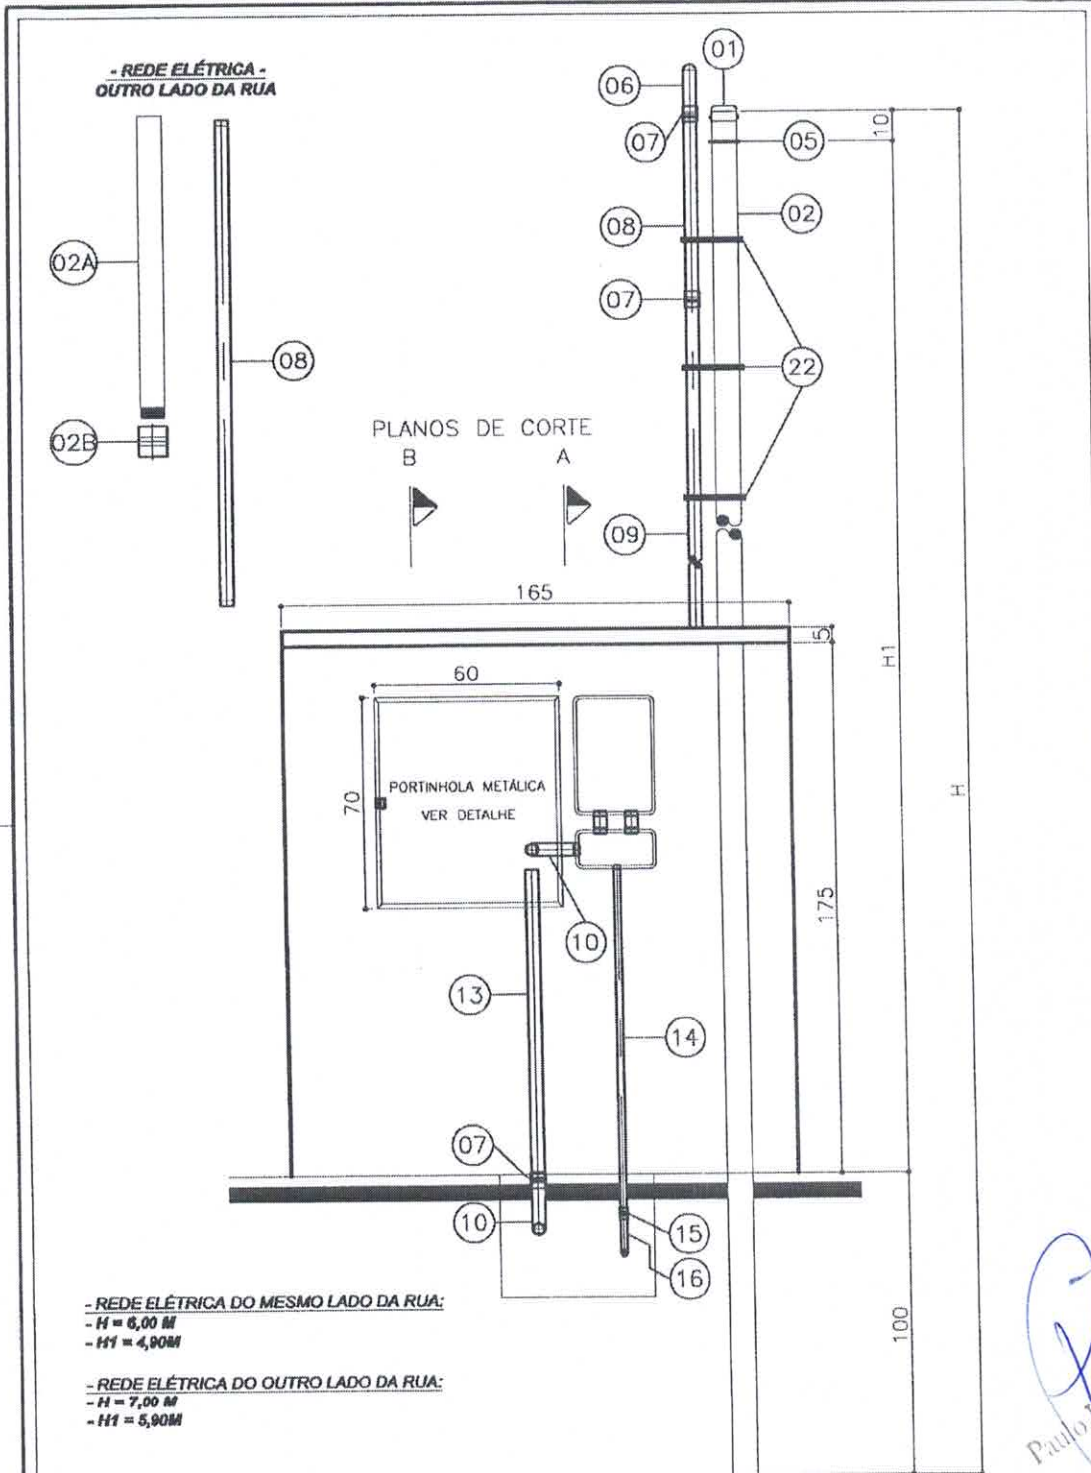 - REDE ELÉTRICA -
OUTRO LADO DA RUA
01
06
07
05
10
02
08
02A
07
08
22
02B
PLANOS DE CORTE
B
A
09
165
5
H1
H
60
70
PORTINHOLA METÁLICA
VER DETALHE
10
175
13
14
07
10
15
16
- REDE ELÉTRICA DO MESMO LADO DA RUA:
- H = 6,00 M
- H1 = 4,90M
100
- REDE ELÉTRICA DO OUTRO LADO DA RUA:
- H = 7,00 M
- H1 = 5,90M
Paulo